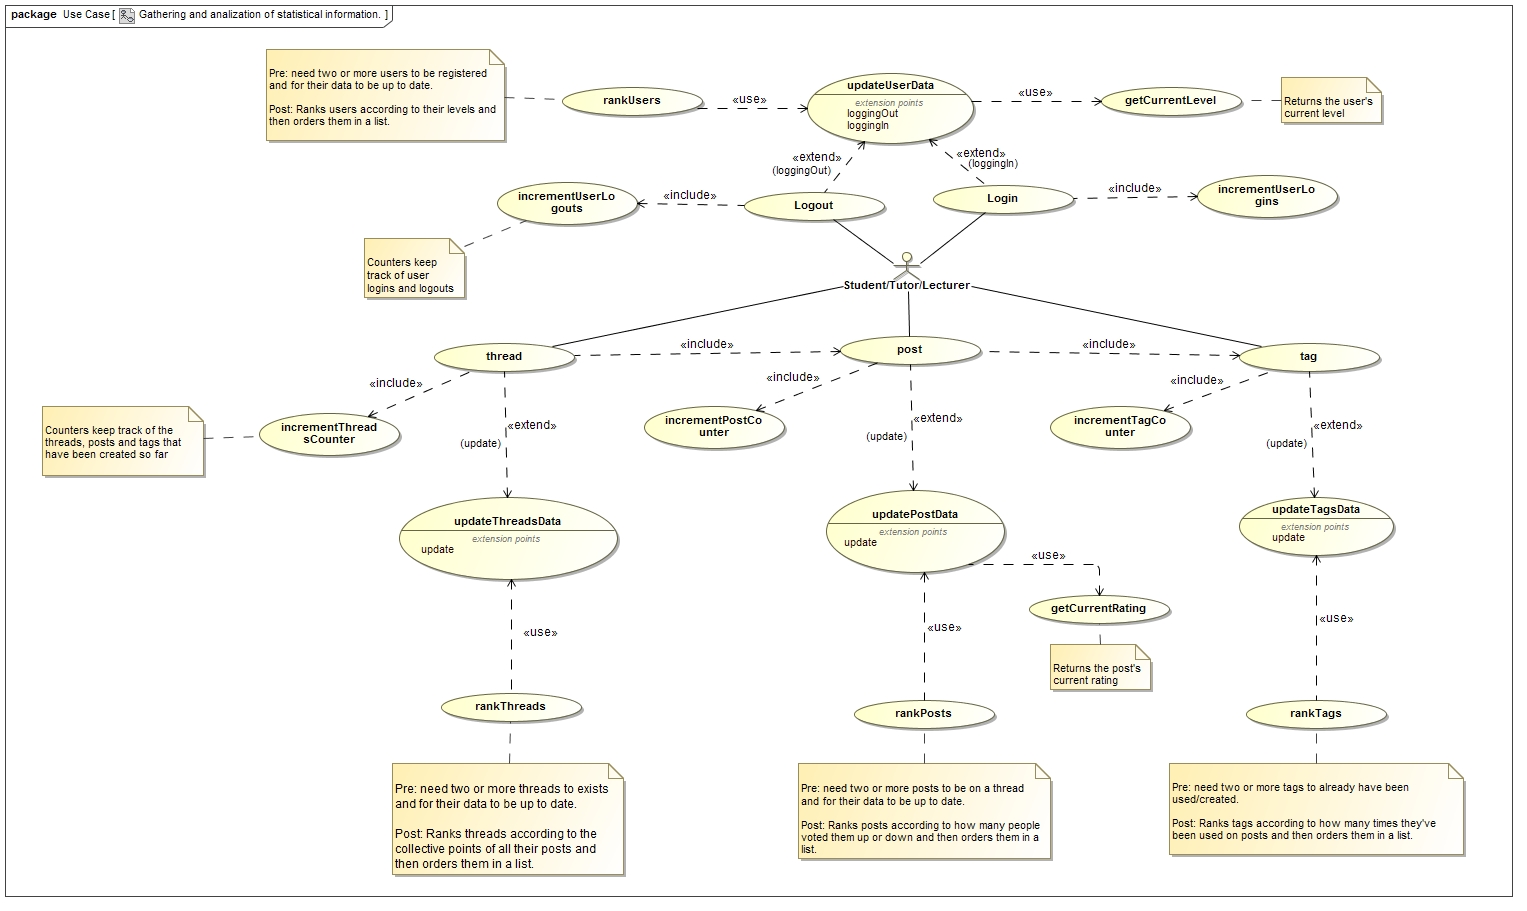 package Use Case [ Gathering and analization of statistical information. ]
Pre: need two or more users to be registered
and for their data to be up to date.
Post: Ranks users according to their levels and
then orders them in a list.
rankUsers
«use»
updateUserData
extension points
loggingOut
loggingIn
«use»
getCurrentLevel
Returns the user's
current level
«extend»
(loggingOut)
«extend»
(loggingIn)
incrementUserLo
gouts
«include»
Logout
Login
«include»
incrementUserLo
gins
Counters keep
track of user
logins and logouts
Student/Tutor/Lecturer
thread
«include»
post
«include»
tag
«include»
«include»
«include»
Counters keep track of the
threads, posts and tags that
have been created so far
incrementThread
sCounter
«extend»
(update)
incrementPostCo
unter
«extend»
(update)
incrementTagCo
unter
«extend»
(update)
updateThreadsData
extension points
update
updatePostData
extension points
update
updateTagsData
extension points
update
«use»
getCurrentRating
Returns the post's
current rating
«use»
«use»
«use»
rankThreads
rankPosts
rankTags
Pre: need two or more threads to exists
and for their data to be up to date.
Post: Ranks threads according to the
collective points of all their posts and
then orders them in a list.
Pre: need two or more posts to be on a thread
and for their data to be up to date.
Post: Ranks posts according to how many people
voted them up or down and then orders them in a
list.
Pre: need two or more tags to already have been
used/created.
Post: Ranks tags according to how many times they've
been used on posts and then orders them in a list.